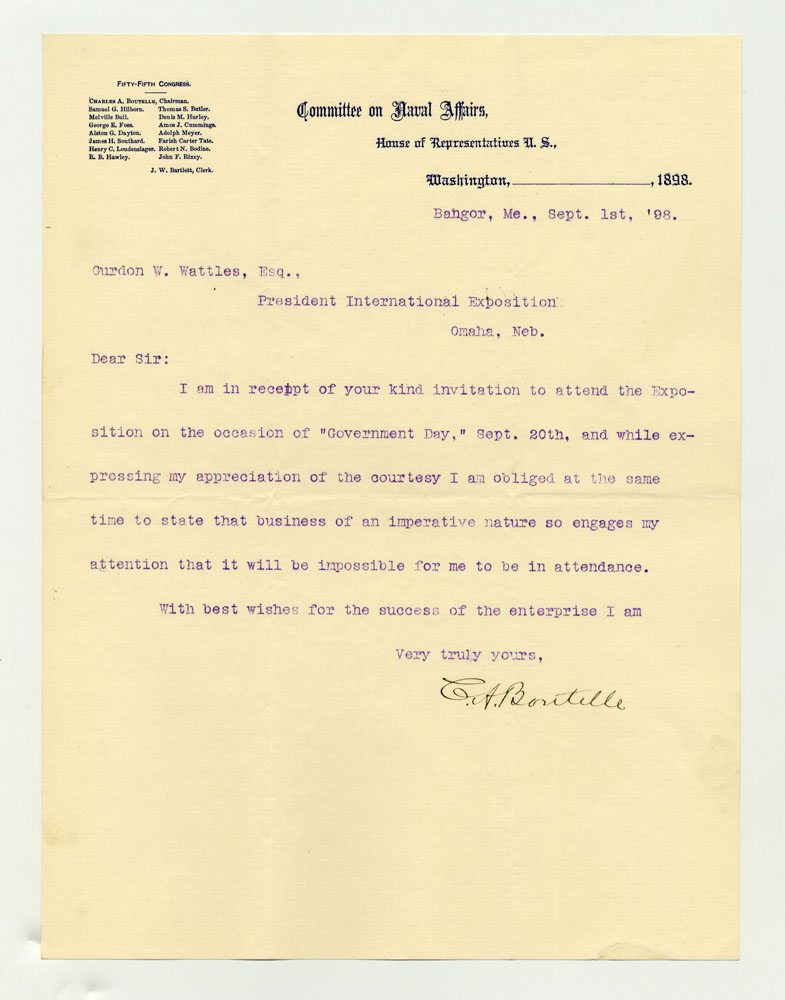 FIFTY-FIFTH CONGRESS.
CHARLES A. BOUTELLE, Chairman.
Samuel G. Hilborn. Thomas S. Butler.
Melville Bull. Denis M. Hurley.
George E. Foss. Amos J. Cummings.
Alston G. Dayton. Adolph Meyer.
James H. Southard. Farish Carter Tate.
Henry C. Loudenslager. Robert N. Bodine.
R. B. Hawley. John F. Rixey.
J. W. Bartlett, Clerk.
Committee on Naval Affairs,
House of Representatives U. S.,
Washington, ____________, 1898.
Bangor, Me., Sept. 1st, '98.
Gurdon W. Wattles, Esq.,
President International Exposition
Omaha, Neb.
Dear Sir:
I am in receipt of your kind invitation to attend the Expo-
sition on the occasion of "Government Day," Sept. 20th, and while ex-
pressing my appreciation of the courtesy I am obliged at the same
time to state that business of an imperative nature so engages my
attention that it will be impossible for me to be in attendance.
With best wishes for the success of the enterprise I am
Very truly yours,
C.A. Boutelle